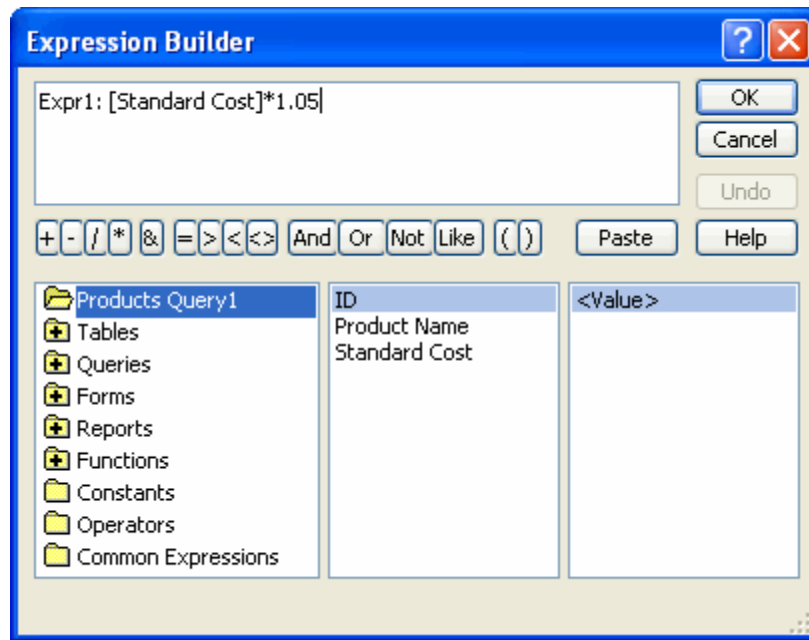 Expression Builder
Expr1: [Standard Cost]*1.05
OK
Cancel
Undo
+ - / * & = > < <> And Or Not Like ( ) Paste Help
Products Query1
Tables
Queries
Forms
Reports
Functions
Constants
Operators
Common Expressions
ID
Product Name
Standard Cost
<Value>